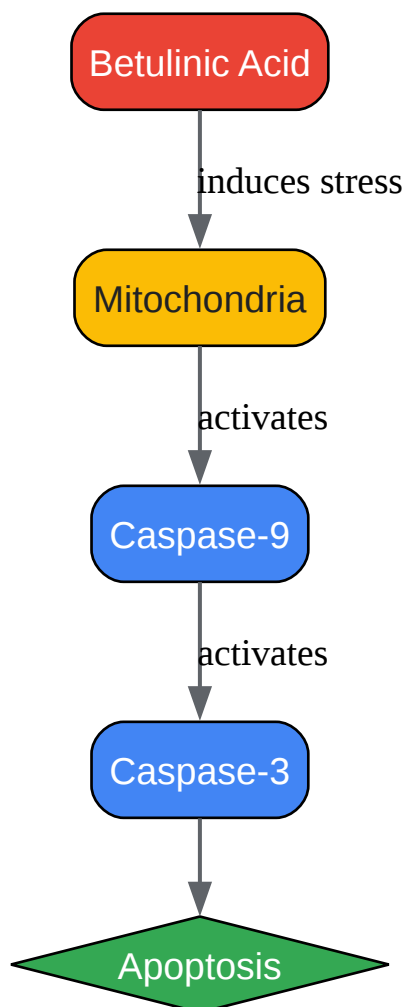 Betulinic Acid
induces stress
Mitochondria
activates
Caspase-9
activates
Caspase-3
Apoptosis